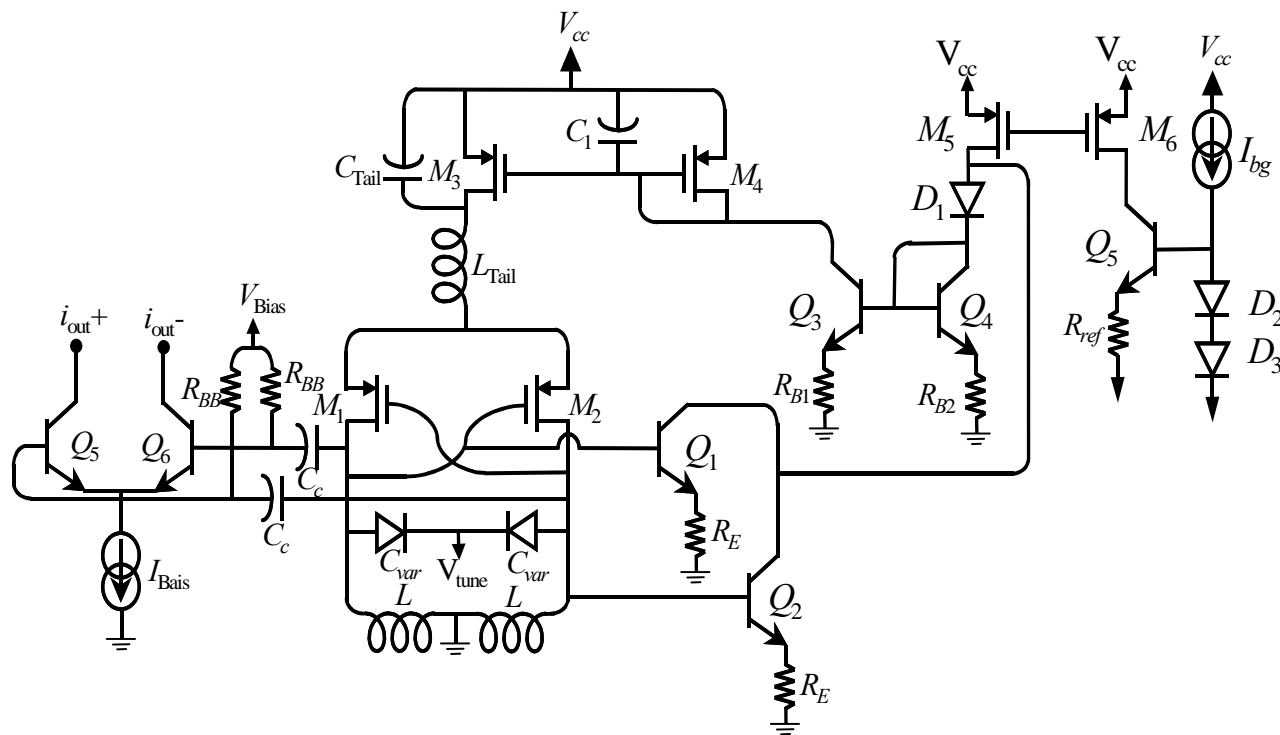 V_cc
V_cc
V_cc
V_cc
C_1
M_5
M_6
I_bg
C_Tail
M_3
M_4
D_1
L_Tail
Q_5
V_Bias
i_out+
i_out-
Q_3
Q_4
D_2
R_ref
D_3
R_BB
R_BB
M_1
M_2
R_B1
R_B2
Q_5
Q_6
Q_1
C_c
C_c
R_E
C_var
V_tune
C_var
I_Bais
L
L
Q_2
R_E